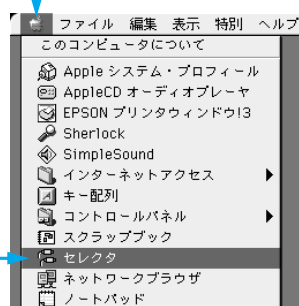 ファイル 編集 表示 特別 ヘルプ
このコンピュータについて
Apple システム・プロフィール
AppleCD オーディオプレーヤ
EPSON プリンタウィンドウ!3
Sherlock
SimpleSound
インターネットアクセス
キー配列
コントロールパネル
スクラップブック
セレクタ
ネットワークブラウザ
ノートパッド